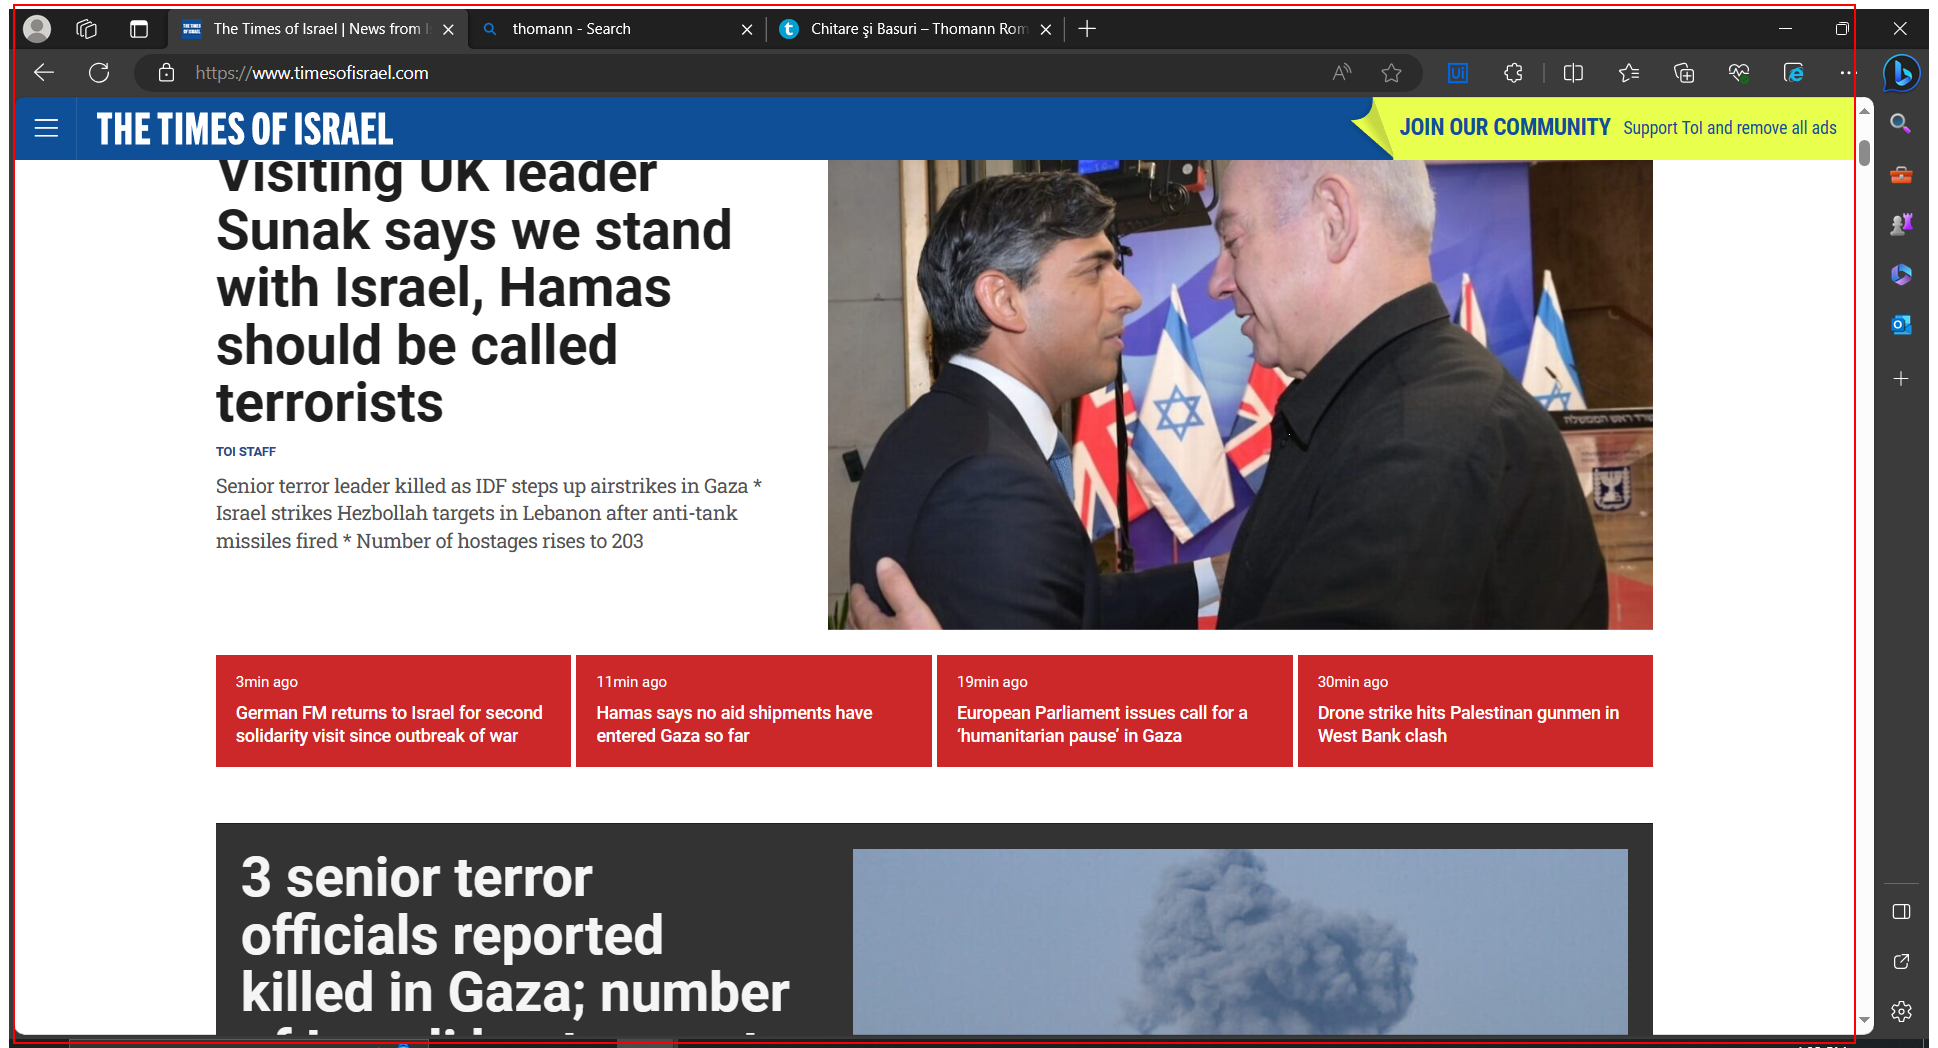 The Times of Israel | News from Is
thomann - Search
Chitare şi Basuri – Thomann Rom
https://www.timesofisrael.com
THE TIMES OF ISRAEL
JOIN OUR COMMUNITY Support ToI and remove all ads
Visiting UK leader
Sunak says we stand
with Israel, Hamas
should be called
terrorists
TOI STAFF
Senior terror leader killed as IDF steps up airstrikes in Gaza *
Israel strikes Hezbollah targets in Lebanon after anti-tank
missiles fired * Number of hostages rises to 203
3min ago
German FM returns to Israel for second
solidarity visit since outbreak of war
11min ago
Hamas says no aid shipments have
entered Gaza so far
19min ago
European Parliament issues call for a
‘humanitarian pause’ in Gaza
30min ago
Drone strike hits Palestinan gunmen in
West Bank clash
3 senior terror
officials reported
killed in Gaza; number